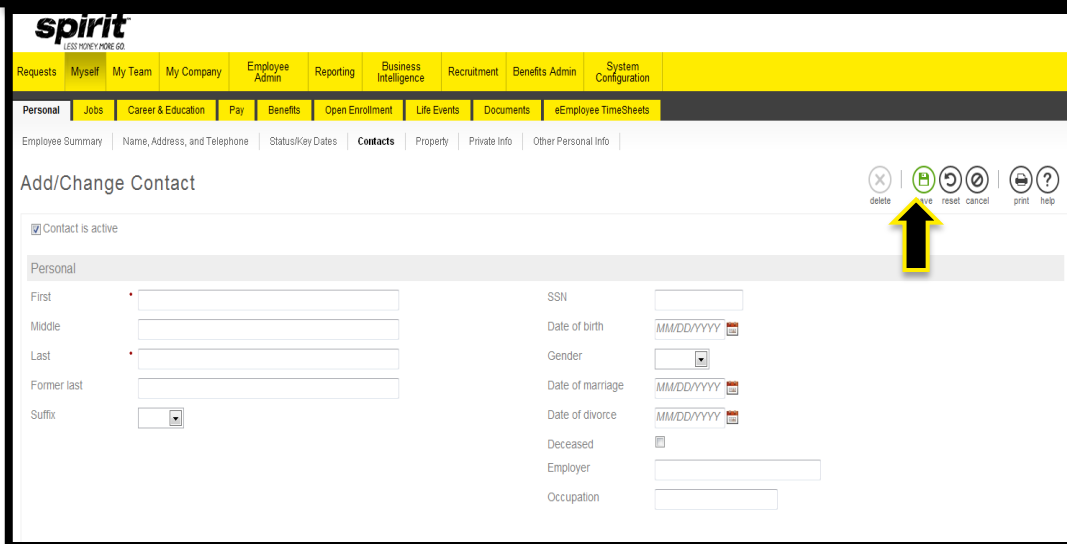 spirit
LESS MONEY. MORE GO.
Requests Myself My Team My Company Employee Admin Reporting Business Intelligence Recruitment Benefits Admin System Configuration
Personal Jobs Career & Education Pay Benefits Open Enrollment Life Events Documents eEmployee TimeSheets
Employee Summary Name, Address, and Telephone Status/Key Dates Contacts Property Private Info Other Personal Info
Add/Change Contact
delete reset cancel print help
Contact is active
Personal
First • SSN
Middle Date of birth MM/DD/YYYY
Last • Gender
Former last Date of marriage MM/DD/YYYY
Suffix Date of divorce MM/DD/YYYY
Deceased
Employer
Occupation